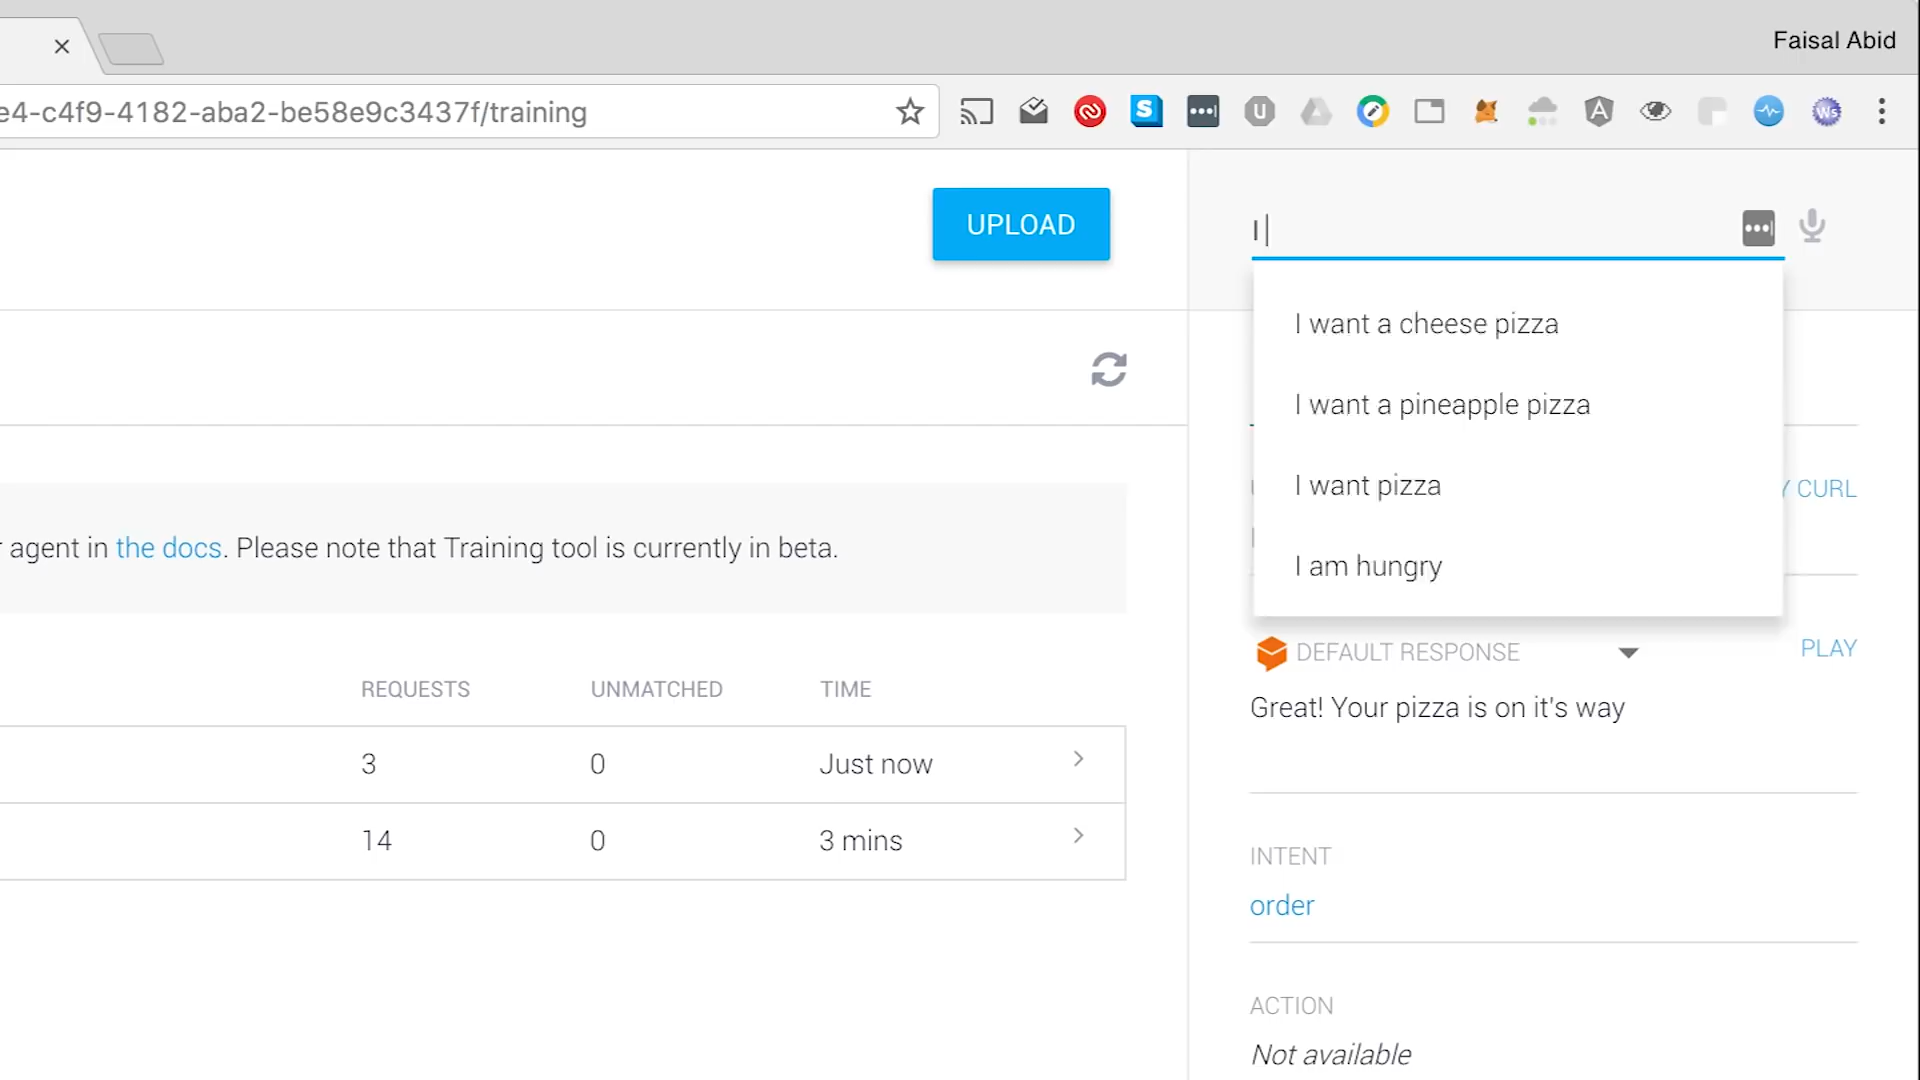 Faisal Abid
e4-c4f9-4182-aba2-be58e9c3437f/training
S
U
A
Ws
UPLOAD
I
I want a cheese pizza
I want a pineapple pizza
I want pizza
I am hungry
CURL
agent in the docs. Please note that Training tool is currently in beta.
DEFAULT RESPONSE
PLAY
Great! Your pizza is on it's way
REQUESTS UNMATCHED TIME
3 0 Just now
14 0 3 mins
INTENT
order
ACTION
Not available